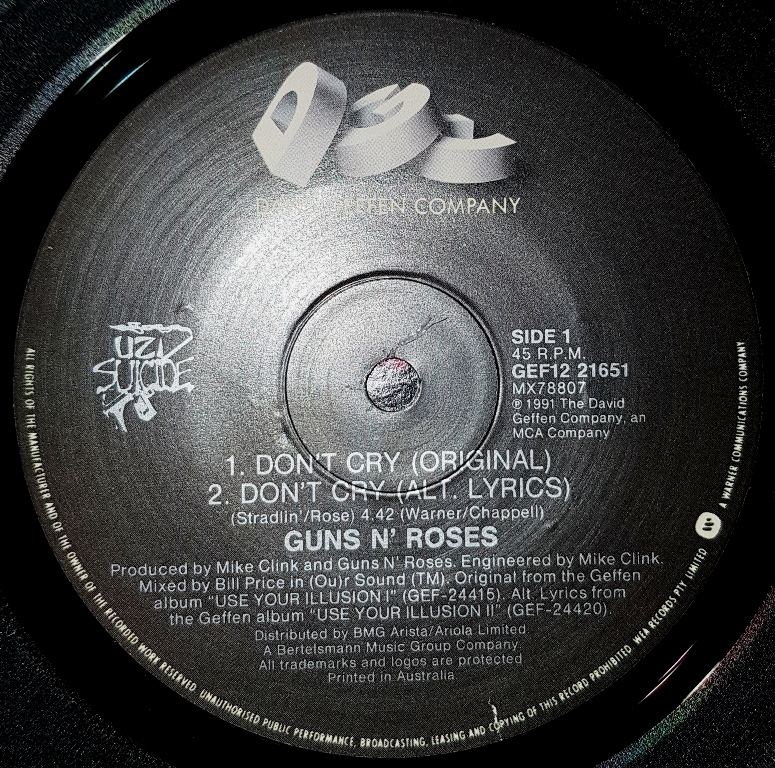 DGC
DAVID GEFFEN COMPANY
UZI
SUICIDE
SIDE 1
45 R.P.M.
GEF12 21651
MX78807
℗ 1991 The David
Geffen Company, an
MCA Company
1. DON'T CRY (ORIGINAL)
2. DON'T CRY (ALT. LYRICS)
(Stradlin'/Rose) 4.42 (Warner/Chappell)
GUNS N' ROSES
Produced by Mike Clink and Guns N' Roses. Engineered by Mike Clink.
Mixed by Bill Price in (Ou)r Sound (TM). Original from the Geffen
album "USE YOUR ILLUSION I" (GEF-24415). Alt. Lyrics from
the Geffen album "USE YOUR ILLUSION II" (GEF-24420).
Distributed by BMG Arista/Ariola Limited
A Bertelsmann Music Group Company
All trademarks and logos are protected
Printed in Australia
ALL RIGHTS OF THE MANUFACTURER AND OF THE OWNER OF THE RECORDED WORK RESERVED. UNAUTHORISED PUBLIC PERFORMANCE, BROADCASTING, LEASING AND COPYING OF THIS RECORD PROHIBITED. WEA RECORDS PTY. LIMITED A WARNER COMMUNICATIONS COMPANY